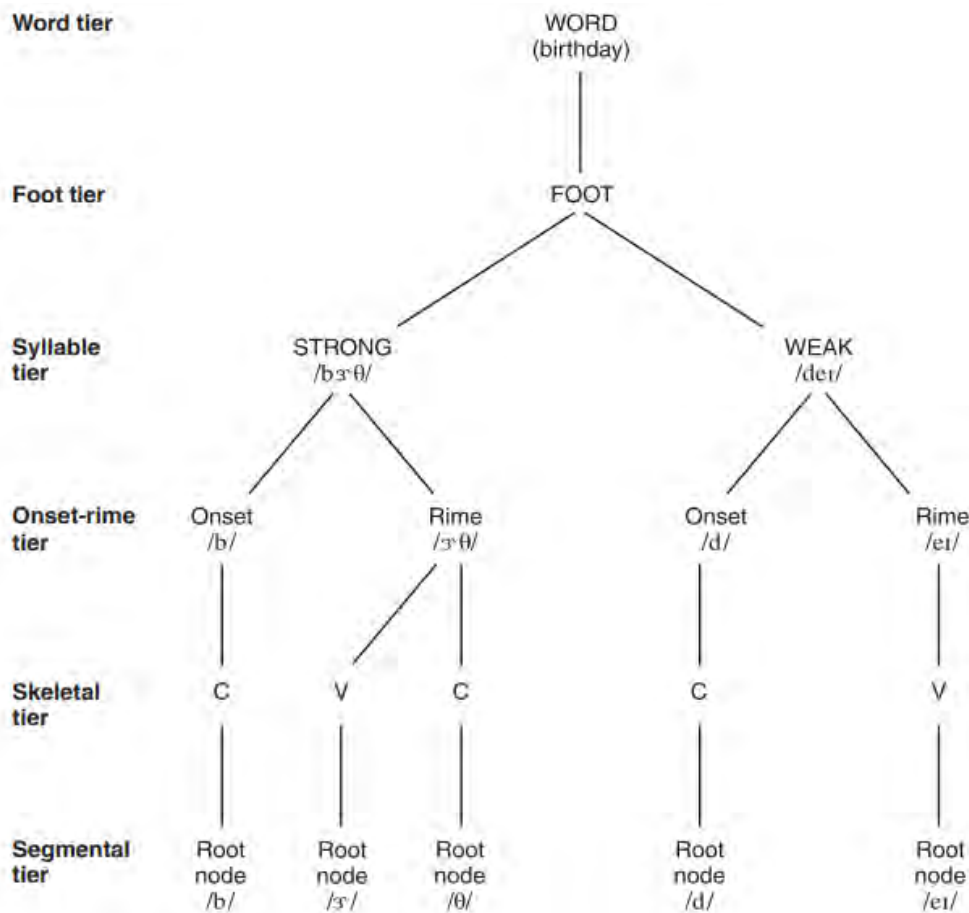 Word tier WORD
(birthday)
Foot tier FOOT
Syllable STRONG WEAK
tier /bɝθ/ /deɪ/
Onset-rime Onset Rime Onset Rime
tier /b/ /ɝθ/ /d/ /eɪ/
Skeletal C V C C V
tier
Segmental Root Root Root Root Root
tier node node node node node
/b/ /ɝ/ /θ/ /d/ /eɪ/